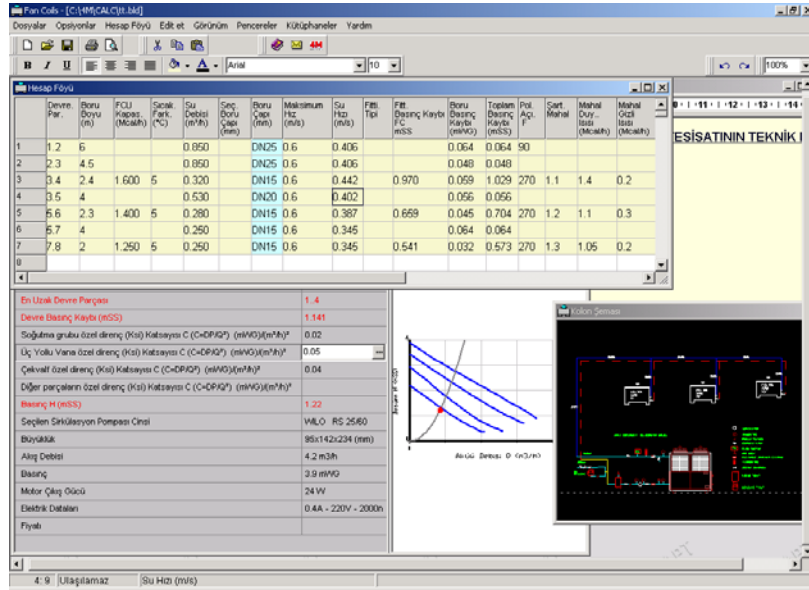 Fan Coils - [C:\4M\CALC\tt.bld]
Dosyalar Opsiyonlar Hesap Föyü Edit et Görünüm Pencereler Kütüphaneler Yardım
4M
B I U Arial 10 100%
Hesap Föyü
Devre. Par. Boru Boyu (m) FCU Kapas. (Mcal/h) Sıcak. Fark. (°C) Su Debisi (m³/h) Seç. Boru Çapı (mm) Boru Çapı (mm) Maksimum Hız (m/s) Su Hızı (m/s) Fitti. Tipi Fitt. Basınç Kaybı FC mSS Boru Basınç Kaybı (mWG) Toplam Basınç Kaybı (mSS) Pol. Açı. F Şart. Mahal Mahal Duy.. Isısı (Mcal/h) Mahal Gizli Isısı (Mcal/h)
1 1.2 6 0.850 DN25 0.6 0.406 0.064 0.064 90
2 2.3 4.5 0.850 DN25 0.6 0.406 0.048 0.048
3 3.4 2.4 1.600 5 0.320 DN15 0.6 0.442 0.970 0.059 1.029 270 1.1 1.4 0.2
4 3.5 4 0.530 DN20 0.6 0.402 0.056 0.056
5 5.6 2.3 1.400 5 0.280 DN15 0.6 0.387 0.659 0.045 0.704 270 1.2 1.1 0.3
6 5.7 4 0.250 DN15 0.6 0.345 0.064 0.064
7 7.8 2 1.250 5 0.250 DN15 0.6 0.345 0.541 0.032 0.573 270 1.3 1.05 0.2
11 12 13 14
ESİSATININ TEKNİK
En Uzak Devre Parçası 1..4
Devre Basınç Kaybı (mSS) 1.141
Soğutma grubu özel direnç (Ksi) Katsayısı C (C=DP/Q²) (mWG)/(m³/h)² 0.02
Üç Yollu Vana özel direnç (Ksi) Katsayısı C (C=DP/Q²) (mWG)/(m³/h)² 0.05
Çekvalf özel direnç (Ksi) Katsayısı C (C=DP/Q²) (mWG)/(m³/h)² 0.04
Diğer parçaların özel direnç (Ksi) Katsayısı C (C=DP/Q²) (mWG)/(m³/h)²
Basınç H (mSS) 1.22
Seçilen Sirkülasyon Pompası Cinsi WILO RS 25/60
Büyüklük 95x142x234 (mm)
Akış Debisi 4.2 m3/h
Basınç 3.9 mWG
Motor Çıkış Gücü 24 W
Elektrik Dataları 0.4A - 220V - 2000n
Fiyatı
Kolon Şeması
Debisi Q (m3/h)
4: 9 Ulaşılamaz Su Hızı (m/s)